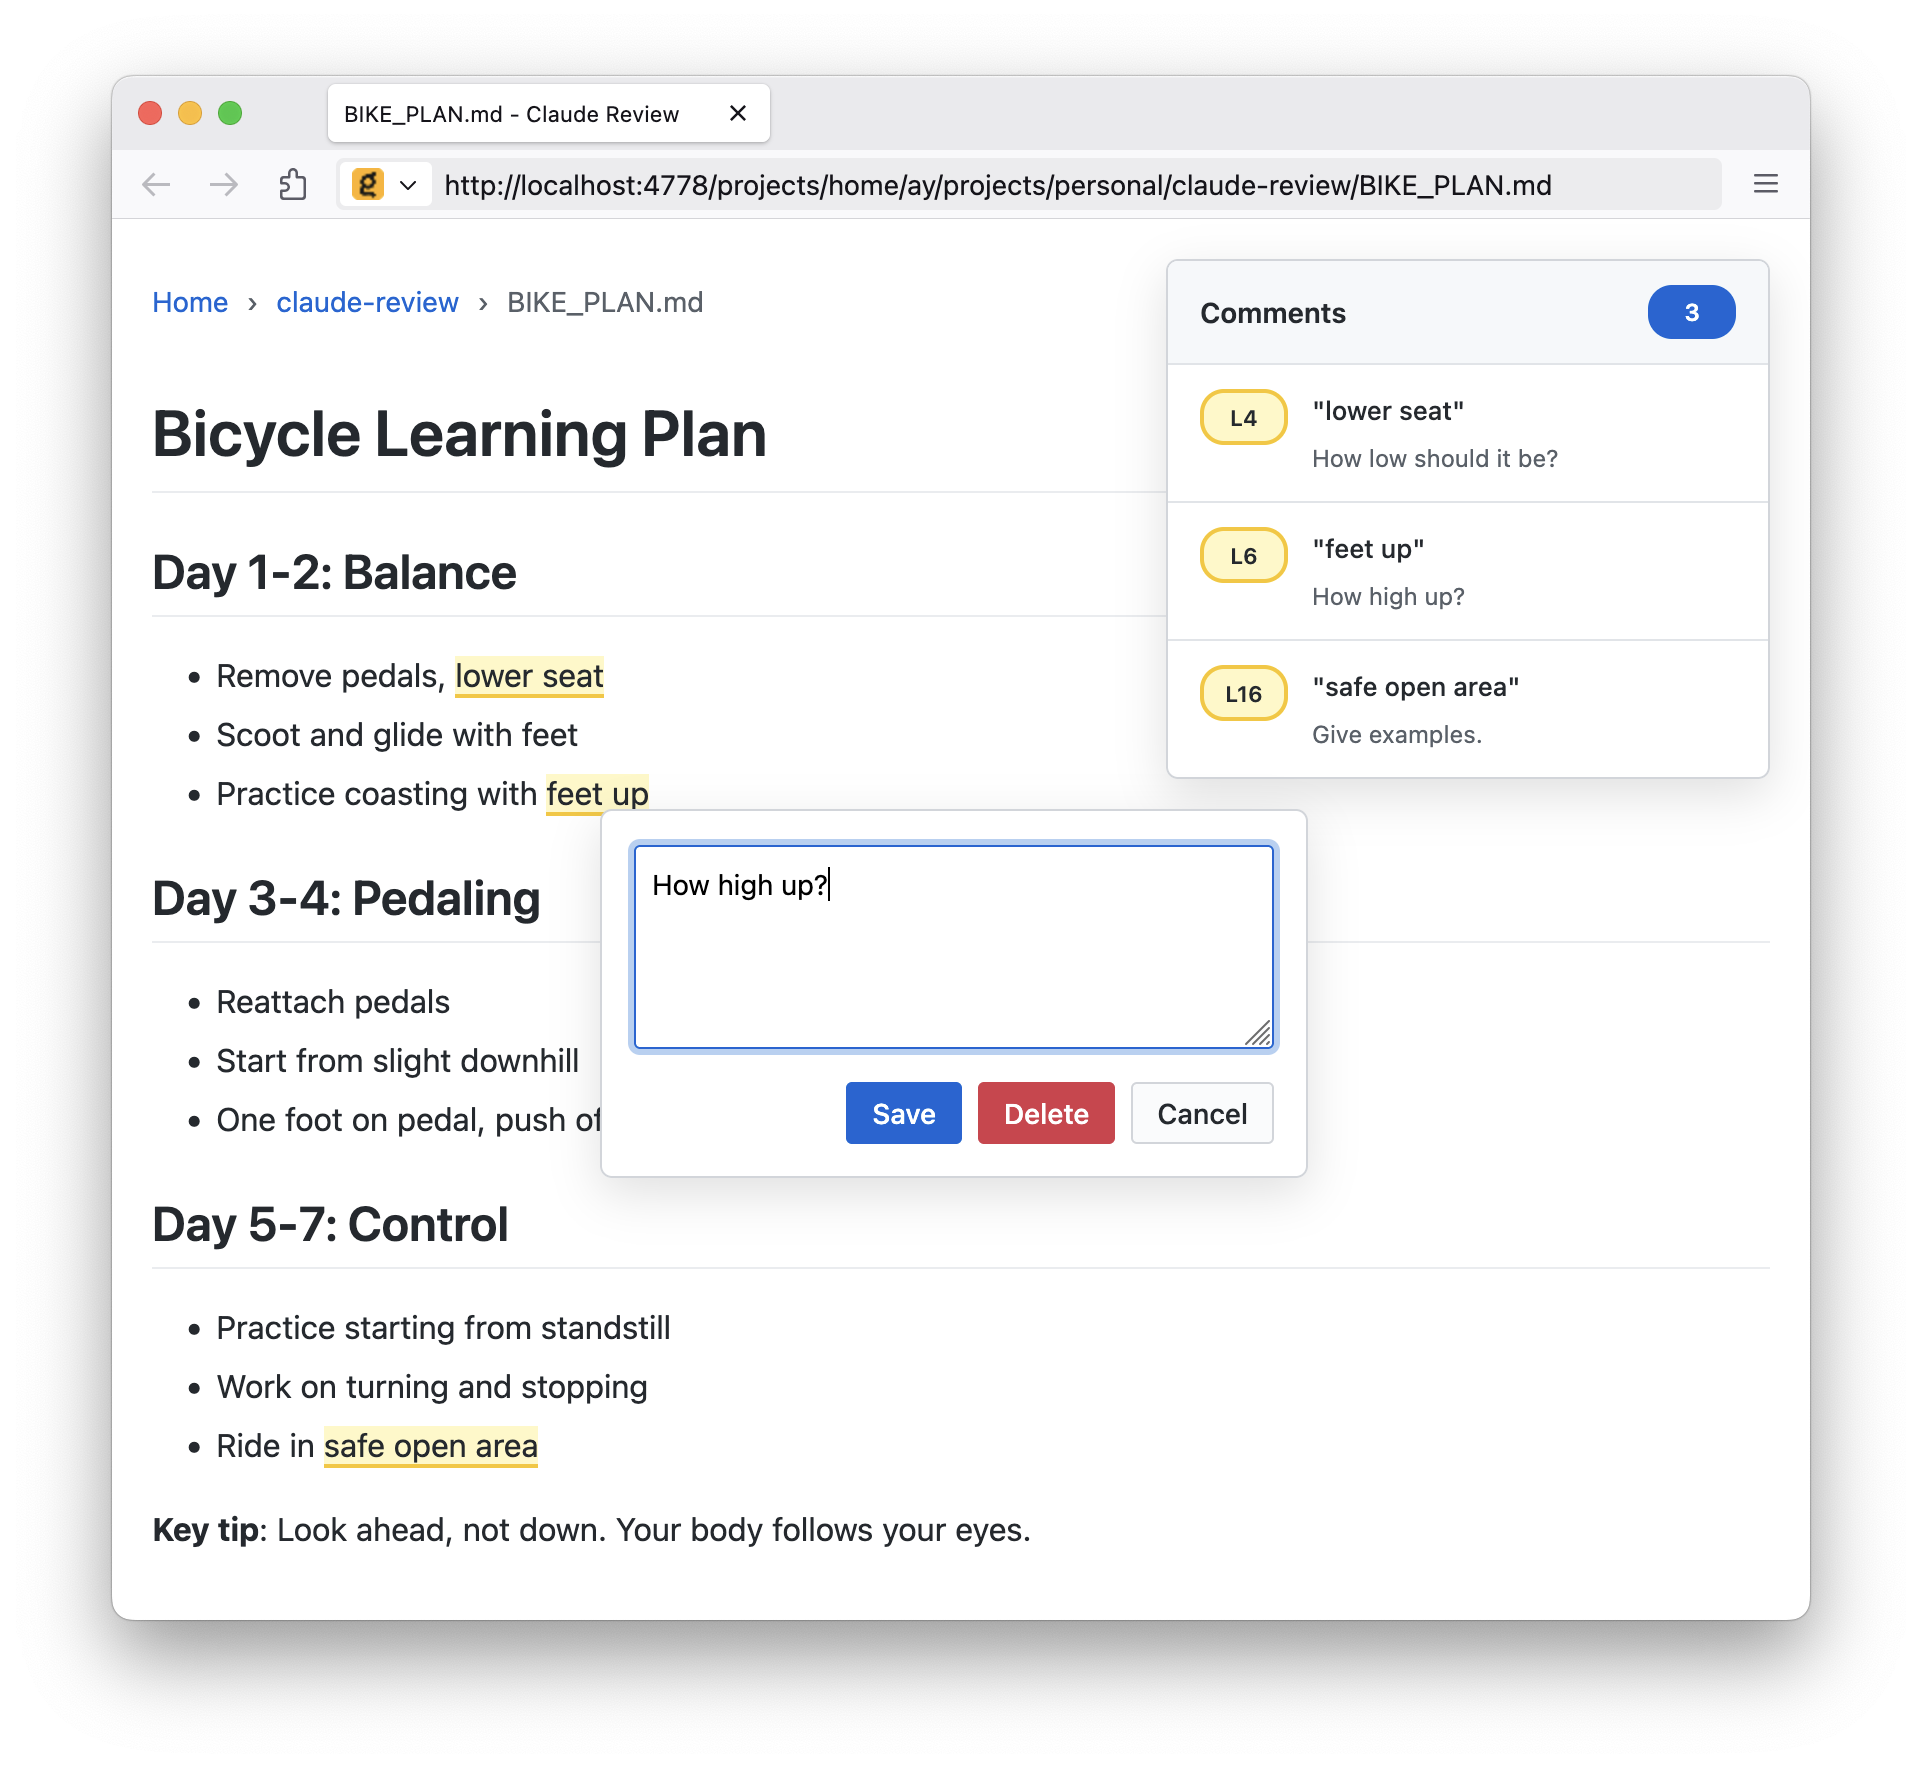 BIKE_PLAN.md - Claude Review
g
http://localhost:4778/projects/home/ay/projects/personal/claude-review/BIKE_PLAN.md
Home › claude-review › BIKE_PLAN.md
Bicycle Learning Plan
Day 1-2: Balance
• Remove pedals, lower seat
• Scoot and glide with feet
• Practice coasting with feet up
Day 3-4: Pedaling
• Reattach pedals
• Start from slight downhill
• One foot on pedal, push of
Day 5-7: Control
• Practice starting from standstill
• Work on turning and stopping
• Ride in safe open area
Key tip: Look ahead, not down. Your body follows your eyes.
Comments 3
L4 "lower seat"
How low should it be?
L6 "feet up"
How high up?
L16 "safe open area"
Give examples.
How high up?
Save Delete Cancel